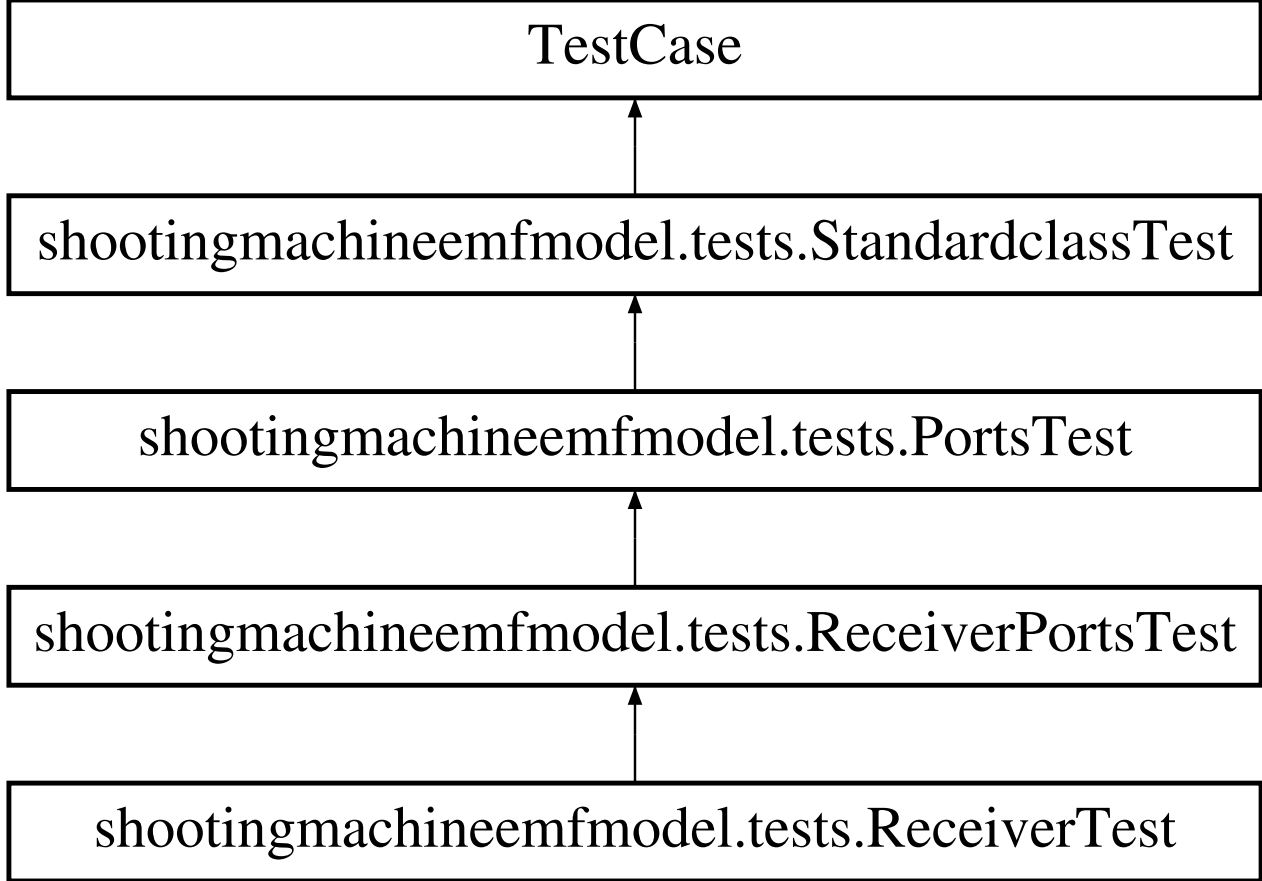 TestCase
shootingmachineemfmodel.tests.StandardclassTest
shootingmachineemfmodel.tests.PortsTest
shootingmachineemfmodel.tests.ReceiverPortsTest
shootingmachineemfmodel.tests.ReceiverTest